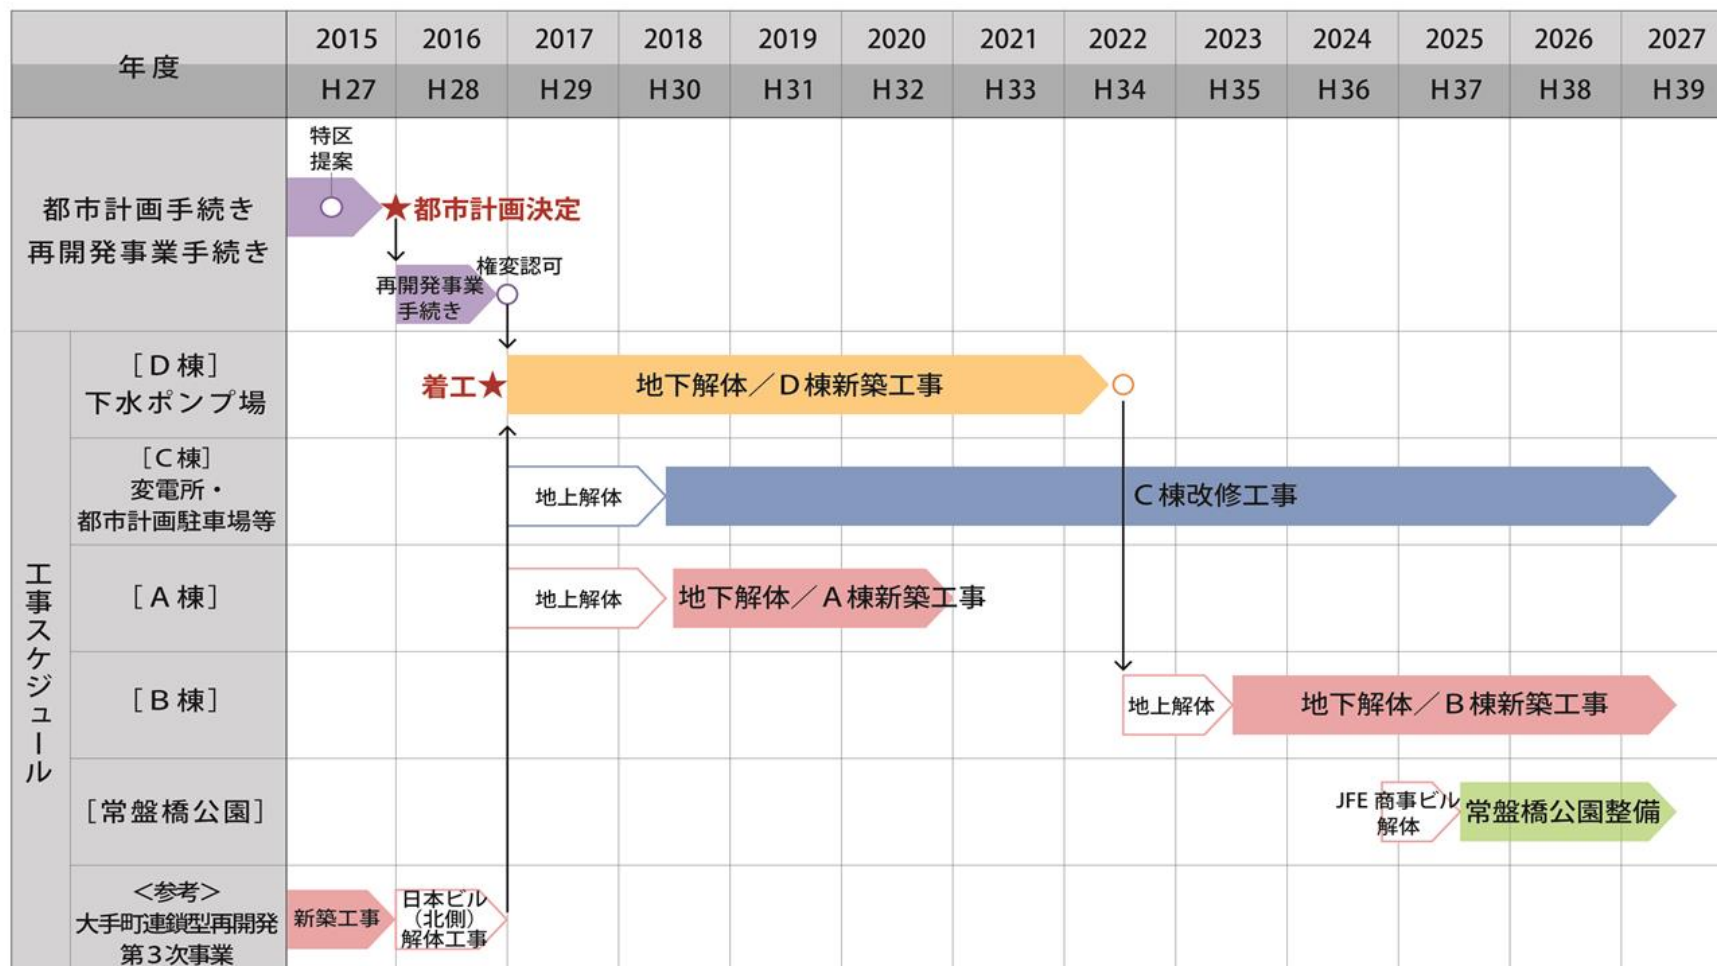 年度
2015 2016 2017 2018 2019 2020 2021 2022 2023 2024 2025 2026 2027
H27 H28 H29 H30 H31 H32 H33 H34 H35 H36 H37 H38 H39
都市計画手続き
再開発事業手続き
特区
提案
★都市計画決定
権変認可
再開発事業
手続き
工事スケジュール
[D棟]
下水ポンプ場
着工★
地下解体／D棟新築工事
[C棟]
変電所・
都市計画駐車場等
地上解体
C棟改修工事
[A棟]
地上解体
地下解体／A棟新築工事
[B棟]
地上解体
地下解体／B棟新築工事
[常盤橋公園]
JFE 商事ビル
解体
常盤橋公園整備
＜参考＞
大手町連鎖型再開発
第3次事業
新築工事
日本ビル
（北側）
解体工事